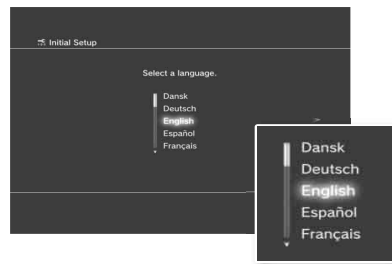 Initial Setup
Select a language.
Dansk
Deutsch
English
Español
Français
Dansk
Deutsch
English
Español
Français